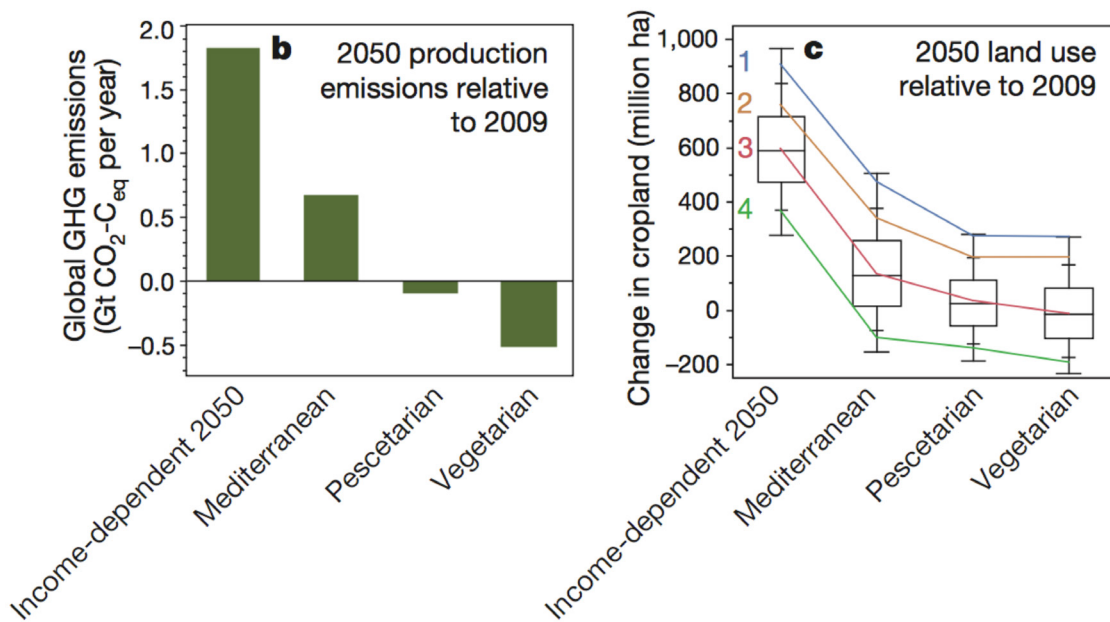 b
2050 production
emissions relative
to 2009
Global GHG emissions
(Gt CO2-Ceq per year)
2.0
1.5
1.0
0.5
0.0
−0.5
Income-dependent 2050
Mediterranean
Pescetarian
Vegetarian
c
2050 land use
relative to 2009
Change in cropland (million ha)
1,000
800
600
400
200
0
−200
1
2
3
4
Income-dependent 2050
Mediterranean
Pescetarian
Vegetarian